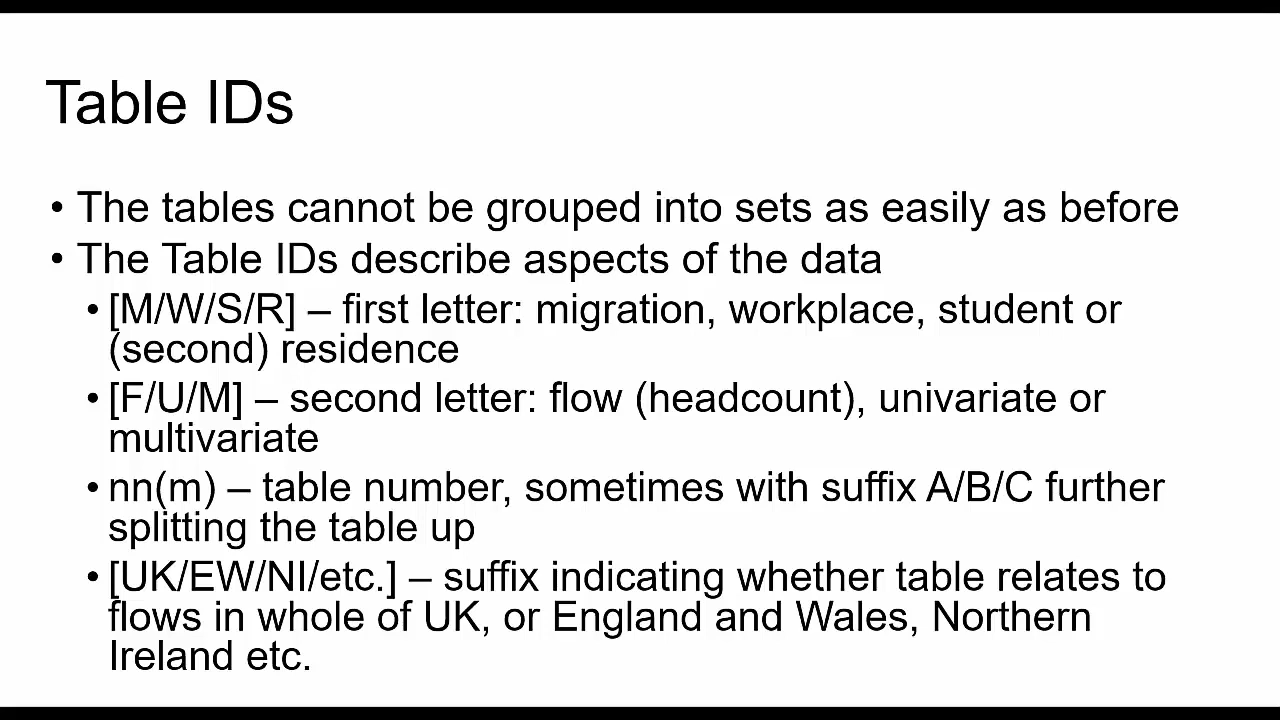 Table IDs
• The tables cannot be grouped into sets as easily as before
• The Table IDs describe aspects of the data
• [M/W/S/R] – first letter: migration, workplace, student or
(second) residence
• [F/U/M] – second letter: flow (headcount), univariate or
multivariate
• nn(m) – table number, sometimes with suffix A/B/C further
splitting the table up
• [UK/EW/NI/etc.] – suffix indicating whether table relates to
flows in whole of UK, or England and Wales, Northern
Ireland etc.